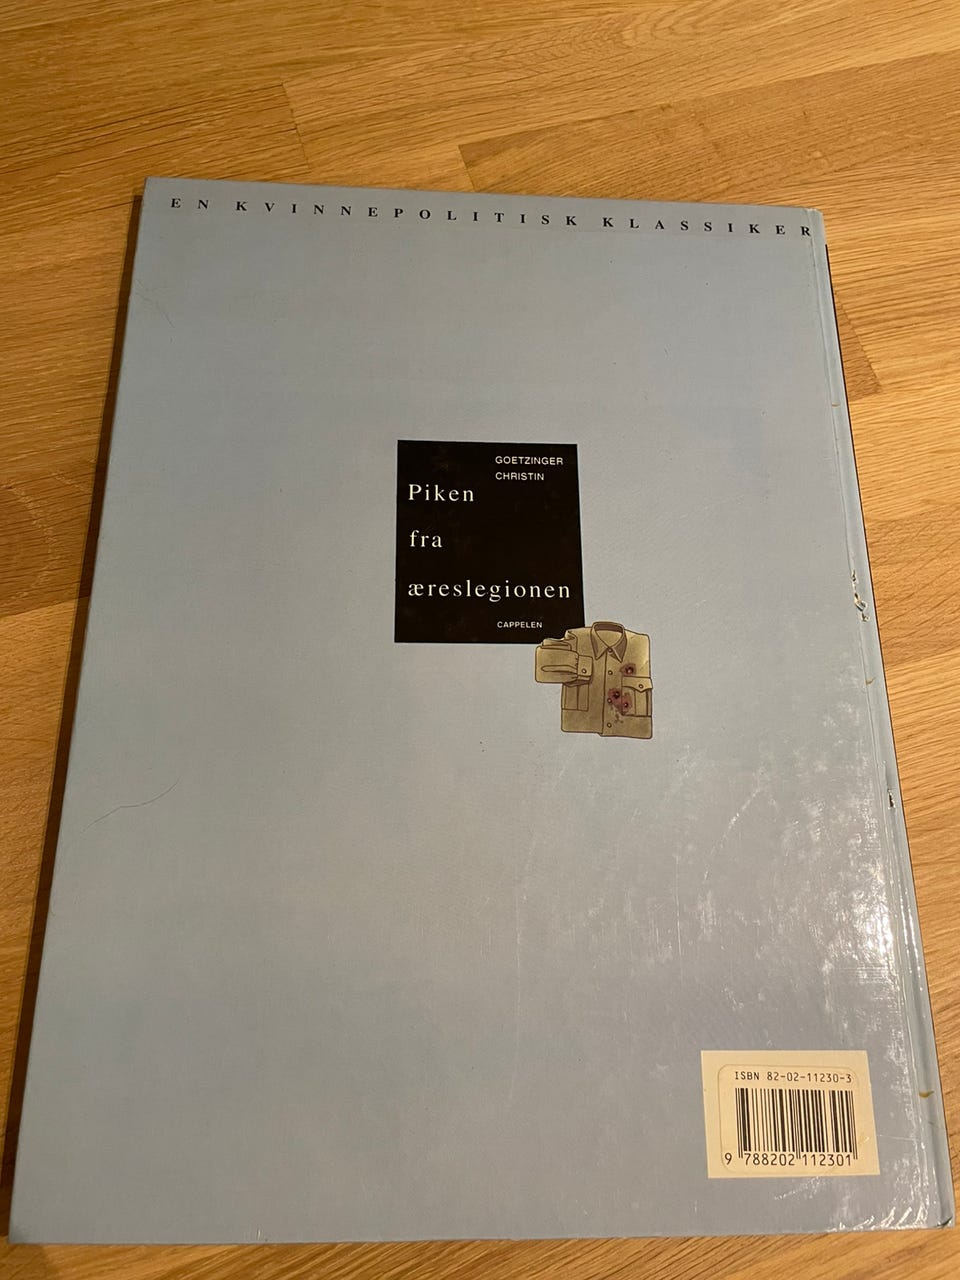 EN KVINNEPOLITISK KLASSIKER
GOETZINGER
CHRISTIN
Piken
fra
æreslegionen
CAPPELEN
ISBN 82-02-11230-3
9 788202 112301